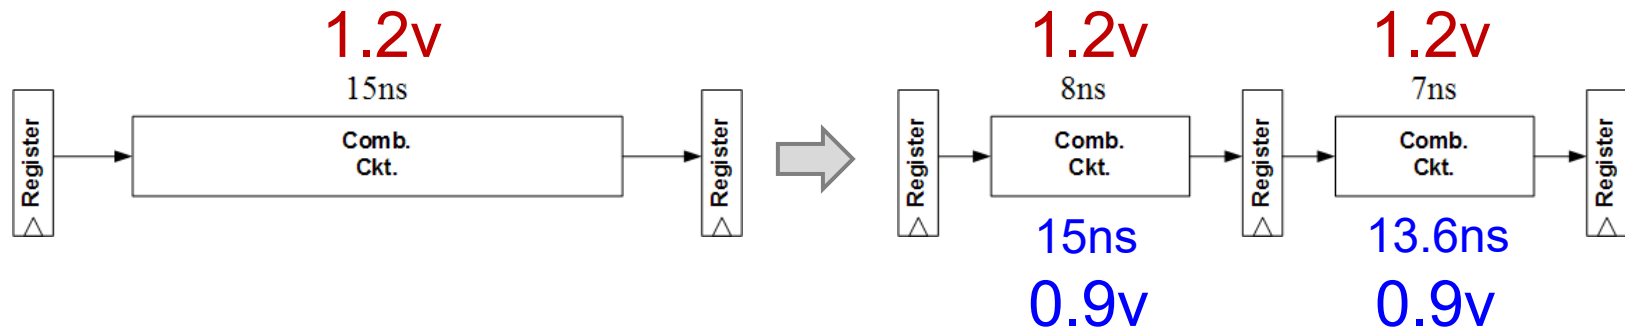 1.2v
15ns
Register
Comb.
Ckt.
Register
1.2v
8ns
Register
Comb.
Ckt.
15ns
0.9v
Register
1.2v
7ns
Comb.
Ckt.
13.6ns
0.9v
Register